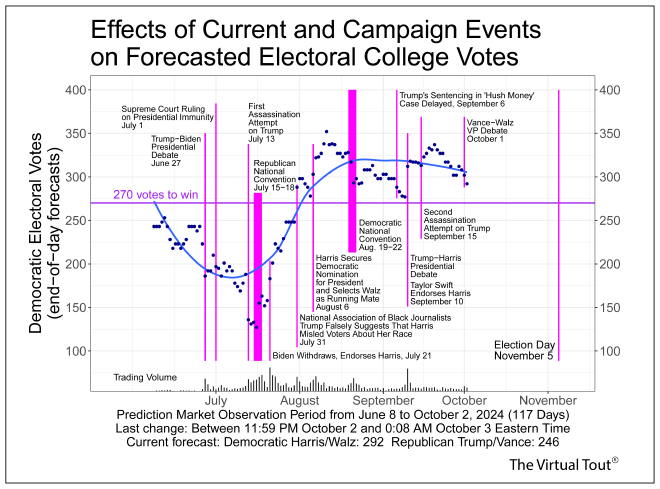 Effects of Current and Campaign Events
on Forecasted Electoral College Votes
Democratic Electoral Votes
(end−of−day forecasts)
400
350
300
250
200
150
100
400
350
300
250
200
150
100
Supreme Court Ruling
on Presidential Immunity
July 1
Trump−Biden
Presidential
Debate
June 27
First
Assassination
Attempt
on Trump
July 13
Republican
National
Convention
July 15−18
270 votes to win
Trump's Sentencing in 'Hush Money'
Case Delayed, September 6
Vance−Walz
VP Debate
October 1
Democratic
National
Convention
Aug. 19−22
Second
Assassination
Attempt on Trump
September 15
Harris Secures
Democratic
Nomination
for President
and Selects Walz
as Running Mate
August 6
Trump−Harris
Presidential
Debate
Taylor Swift
Endorses Harris
September 10
National Association of Black Journalists
Trump Falsely Suggests That Harris
Misled Voters About Her Race
July 31
Biden Withdraws, Endorses Harris, July 21
Election Day
November 5
Trading Volume
July
August
September
October
November
Prediction Market Observation Period from June 8 to October 2, 2024 (117 Days)
Last change: Between 11:59 PM October 2 and 0:08 AM October 3 Eastern Time
Current forecast: Democratic Harris/Walz: 292 Republican Trump/Vance: 246
The Virtual Tout®